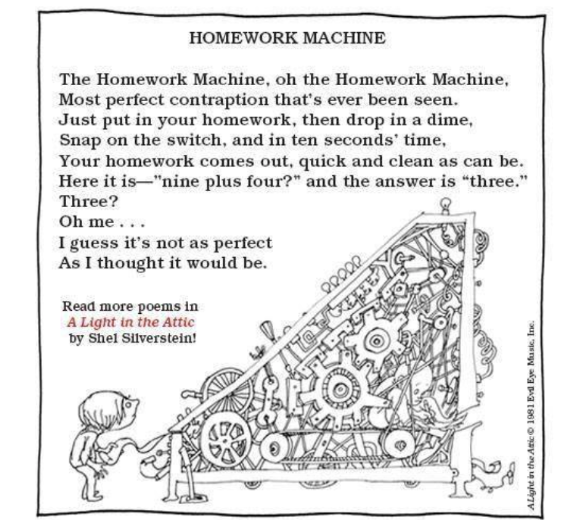 HOMEWORK MACHINE
The Homework Machine, oh the Homework Machine,
Most perfect contraption that's ever been seen.
Just put in your homework, then drop in a dime,
Snap on the switch, and in ten seconds' time,
Your homework comes out, quick and clean as can be.
Here it is—"nine plus four?" and the answer is "three."
Three?
Oh me . . .
I guess it's not as perfect
As I thought it would be.
Read more poems in
A Light in the Attic
by Shel Silverstein!
A Light in the Attic © 1981 Evil Eye Music, Inc.